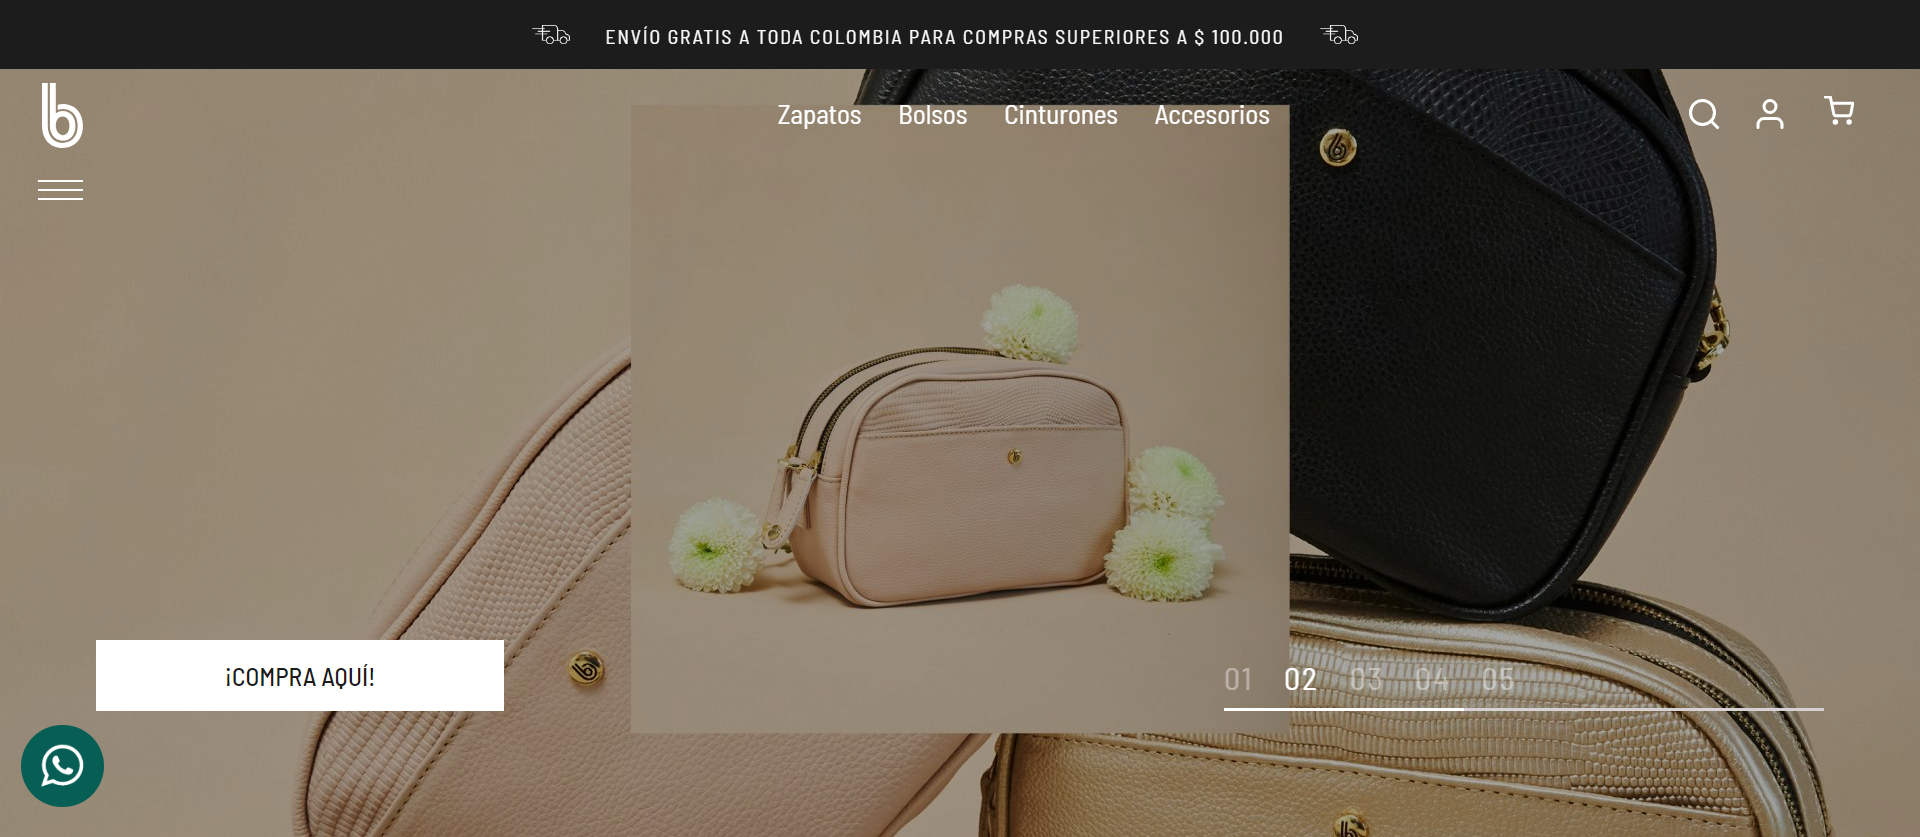 ENVÍO GRATIS A TODA COLOMBIA PARA COMPRAS SUPERIORES A $ 100.000
b
Zapatos Bolsos Cinturones Accesorios
¡COMPRA AQUÍ!
01 02 03 04 05